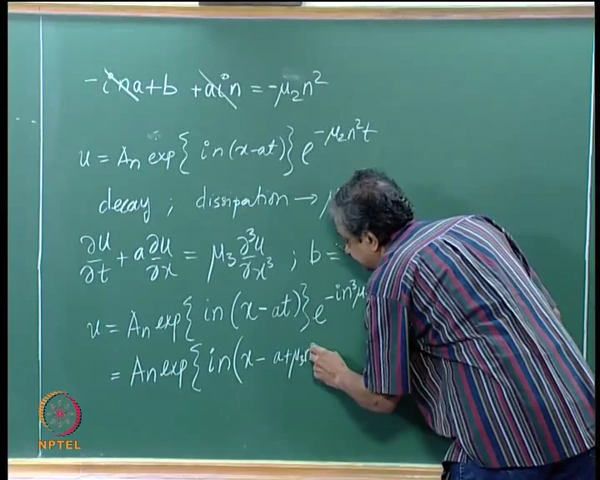 -ina+b +ain = -μ₂n²
u = Aₙ exp{ in(x-at)} e^{-μ₂n²t}
decay ; dissipation → μ
∂u/∂t + a ∂u/∂x = μ₃ ∂³u/∂x³ ; b =
u = Aₙ exp{ in(x-at)} e^{-in³μ
= Aₙ exp{ in(x- a+μ₃
NPTEL